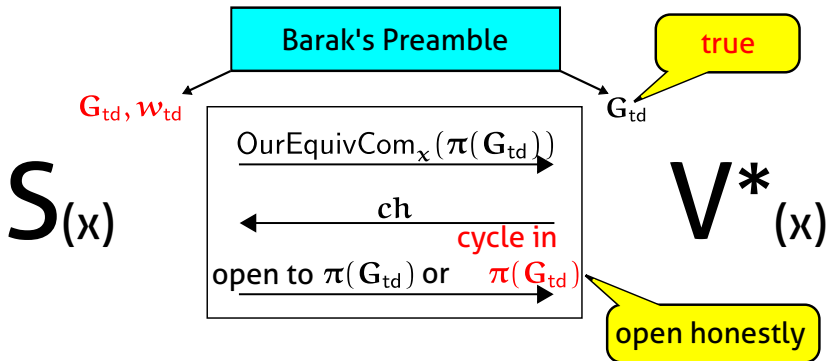 Barak's Preamble
true
G_td, w_td
G_td
OurEquivCom_x(π(G_td))
S(x)
V*(x)
ch
cycle in
open to π(G_td) or π(G_td)
open honestly